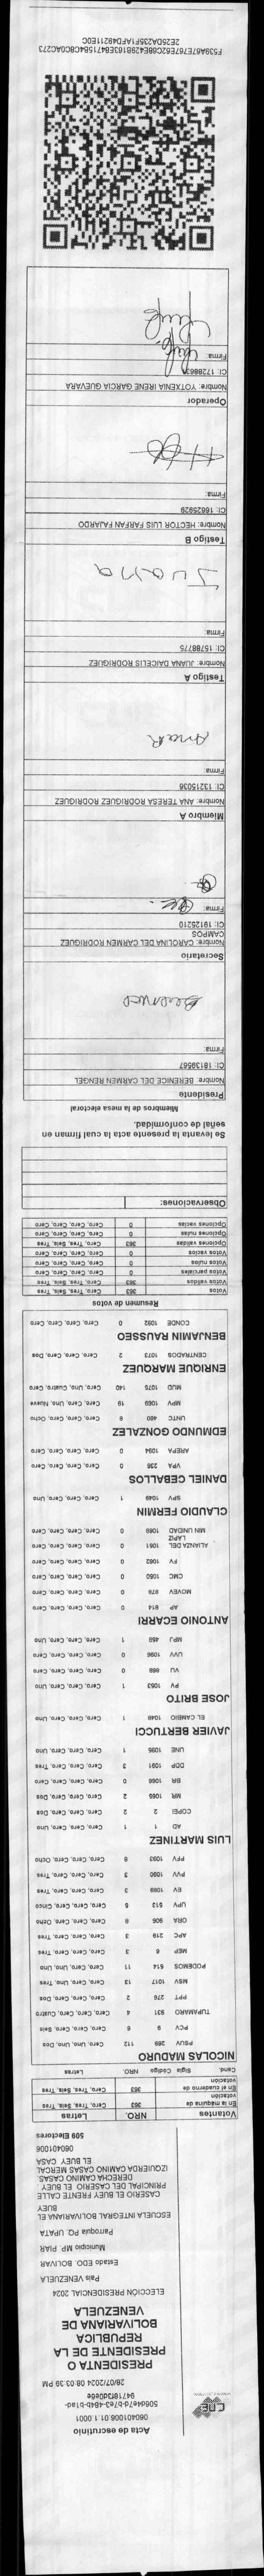 CNE
Acta de escrutinio
060401006.01.1.0001
506d4e7d-b7e3-484b-b1ad-
94718f3d0e6e
28/07/2024 08:03:39 PM
PRESIDENTA O
PRESIDENTE DE LA
REPUBLICA
BOLIVARIANA DE
VENEZUELA
ELECCIÓN PRESIDENCIAL 2024
País VENEZUELA
Estado EDO. BOLIVAR
Municipio MP. PIAR
Parroquia PQ. UPATA
ESCUELA INTEGRAL BOLIVARIANA EL
BUEY
CASERIO EL BUEY FRENTE CALLE
PRINCIPAL DEL CASERIO EL BUEY .
DERECHA CAMINO CASAS.
IZQUIERDA CAMINO CASAS MERCAL
EL BUEY CASA
060401006
509 Electores
Votantes NRO. Letras
En la máquina de votación 363 Cero, Tres, Seis, Tres
En el cuaderno de votación 363 Cero, Tres, Seis, Tres
Cand. Sigla Código NRO. Letras
NICOLAS MADURO
PSUV 269 112 Cero, Uno, Uno, Dos
PCV 9 6 Cero, Cero, Cero, Seis
TUPAMARO 931 4 Cero, Cero, Cero, Cuatro
PPT 276 2 Cero, Cero, Cero, Dos
MSV 1017 13 Cero, Cero, Uno, Tres
PODEMOS 514 11 Cero, Cero, Uno, Uno
MEP 6 3 Cero, Cero, Cero, Tres
APC 219 3 Cero, Cero, Cero, Tres
ORA 906 8 Cero, Cero, Cero, Ocho
UPV 513 5 Cero, Cero, Cero, Cinco
EV 1089 3 Cero, Cero, Cero, Tres
PVV 1090 3 Cero, Cero, Cero, Tres
PFV 1093 8 Cero, Cero, Cero, Ocho
LUIS MARTINEZ
AD 1 1 Cero, Cero, Cero, Uno
COPEI 2 2 Cero, Cero, Cero, Dos
MR 1065 2 Cero, Cero, Cero, Dos
BR 1066 0 Cero, Cero, Cero, Cero
DDP 1091 3 Cero, Cero, Cero, Tres
UNE 1095 1 Cero, Cero, Cero, Uno
JAVIER BERTUCCI
EL CAMBIO 1048 1 Cero, Cero, Cero, Uno
JOSE BRITO
PV 1053 1 Cero, Cero, Cero, Uno
VU 868 0 Cero, Cero, Cero, Cero
UVV 1096 0 Cero, Cero, Cero, Cero
MPJ 459 1 Cero, Cero, Cero, Uno
ANTONIO ECARRI
AP 814 0 Cero, Cero, Cero, Cero
MOVEV 879 0 Cero, Cero, Cero, Cero
CMC 1050 0 Cero, Cero, Cero, Cero
FV 1052 0 Cero, Cero, Cero, Cero
ALIANZA DEL LAPIZ 1051 0 Cero, Cero, Cero, Cero
MIN UNIDAD 1069 0 Cero, Cero, Cero, Cero
CLAUDIO FERMIN
SPV 1049 1 Cero, Cero, Cero, Uno
DANIEL CEBALLOS
VPA 236 0 Cero, Cero, Cero, Cero
AREPA 1094 0 Cero, Cero, Cero, Cero
EDMUNDO GONZALEZ
UNTC 460 8 Cero, Cero, Cero, Ocho
MPV 1069 19 Cero, Cero, Uno, Nueve
MUD 1075 140 Cero, Uno, Cuatro, Cero
ENRIQUE MARQUEZ
CENTRADOS 1073 2 Cero, Cero, Cero, Dos
BENJAMIN RAUSSEO
CONDE 1092 0 Cero, Cero, Cero, Cero
Resumen de votos
Votos 363 Cero, Tres, Seis, Tres
Votos validos 363 Cero, Tres, Seis, Tres
Votos parciales 0 Cero, Cero, Cero, Cero
Votos nulos 0 Cero, Cero, Cero, Cero
Votos vacios 0 Cero, Cero, Cero, Cero
Opciones validas 363 Cero, Tres, Seis, Tres
Opciones nulas 0 Cero, Cero, Cero, Cero
Opciones vacias 0 Cero, Cero, Cero, Cero
Observaciones:
Se levanta la presente acta la cual firman en
señal de conformidad.
Miembros de la mesa electoral
Presidente
Nombre: BERENICE DEL CARMEN RENGEL
CI: 18139567
Firma:
Berenice
Secretario
Nombre: CAROLINA DEL CARMEN RODRIGUEZ
CAMPOS
CI: 19125210
Firma:
Miembro A
Nombre: ANA TERESA RODRIGUEZ RODRIGUEZ
CI: 13215036
Firma:
Ana R
Testigo A
Nombre: JUANA DAICELIS RODRIGUEZ
CI: 15788775
Firma:
Juana
Testigo B
Nombre: HECTOR LUIS FARFAN FAJARDO
CI: 16625929
Firma:
Operador
Nombre: YOTXENIA IRENE GARCIA GUEVARA
Firma:
F539A67E767E62C68E429B163E84715B4C8C0AC273
2E25DA235F1AFD49211E0C